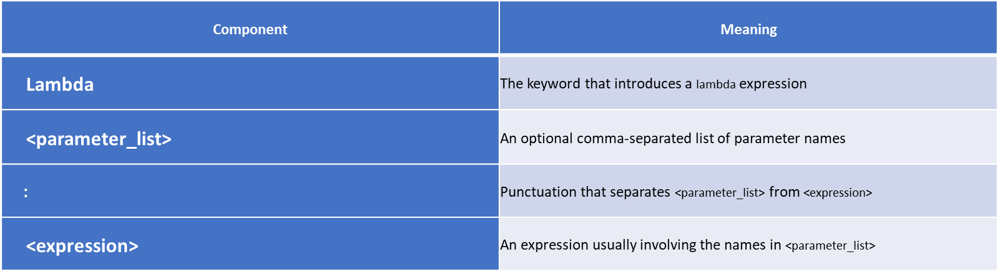 Component Meaning
Lambda The keyword that introduces a lambda expression
<parameter_list> An optional comma-separated list of parameter names
: Punctuation that separates <parameter_list> from <expression>
<expression> An expression usually involving the names in <parameter_list>